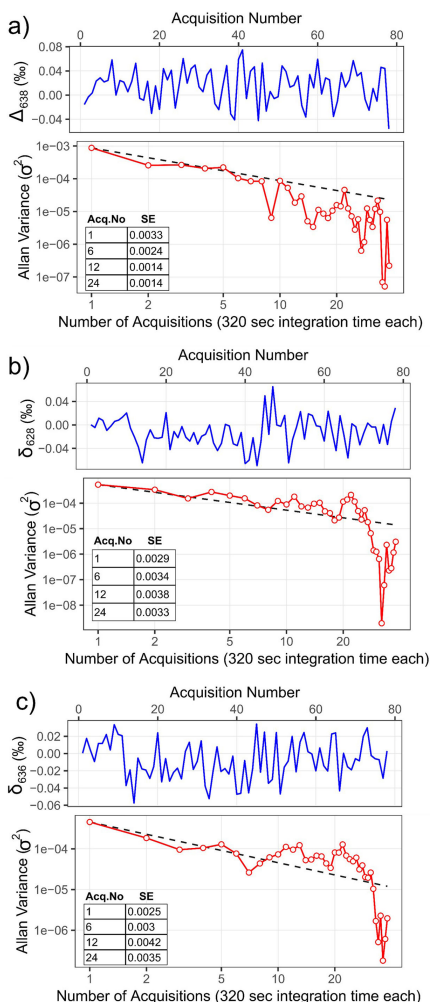 a)
Acquisition Number
0 20 40 60 80
Δ638 (‰)
0.08
0.04
0.00
−0.04
Allan Variance (σ²)
1e−03
1e−04
1e−05
1e−06
1e−07
Acq.No SE
1 0.0033
6 0.0024
12 0.0014
24 0.0014
1 2 5 10 20
Number of Acquisitions (320 sec integration time each)
b)
Acquisition Number
0 20 40 60 80
δ628 (‰)
0.04
0.00
−0.04
Allan Variance (σ²)
1e−04
1e−05
1e−06
1e−07
1e−08
Acq.No SE
1 0.0029
6 0.0034
12 0.0038
24 0.0033
1 2 5 10 20
Number of Acquisitions (320 sec integration time each)
c)
Acquisition Number
0 20 40 60 80
δ636 (‰)
0.02
0.00
−0.02
−0.04
−0.06
Allan Variance (σ²)
1e−04
1e−05
1e−06
Acq.No SE
1 0.0025
6 0.003
12 0.0042
24 0.0035
1 2 5 10 20
Number of Acquisitions (320 sec integration time each)